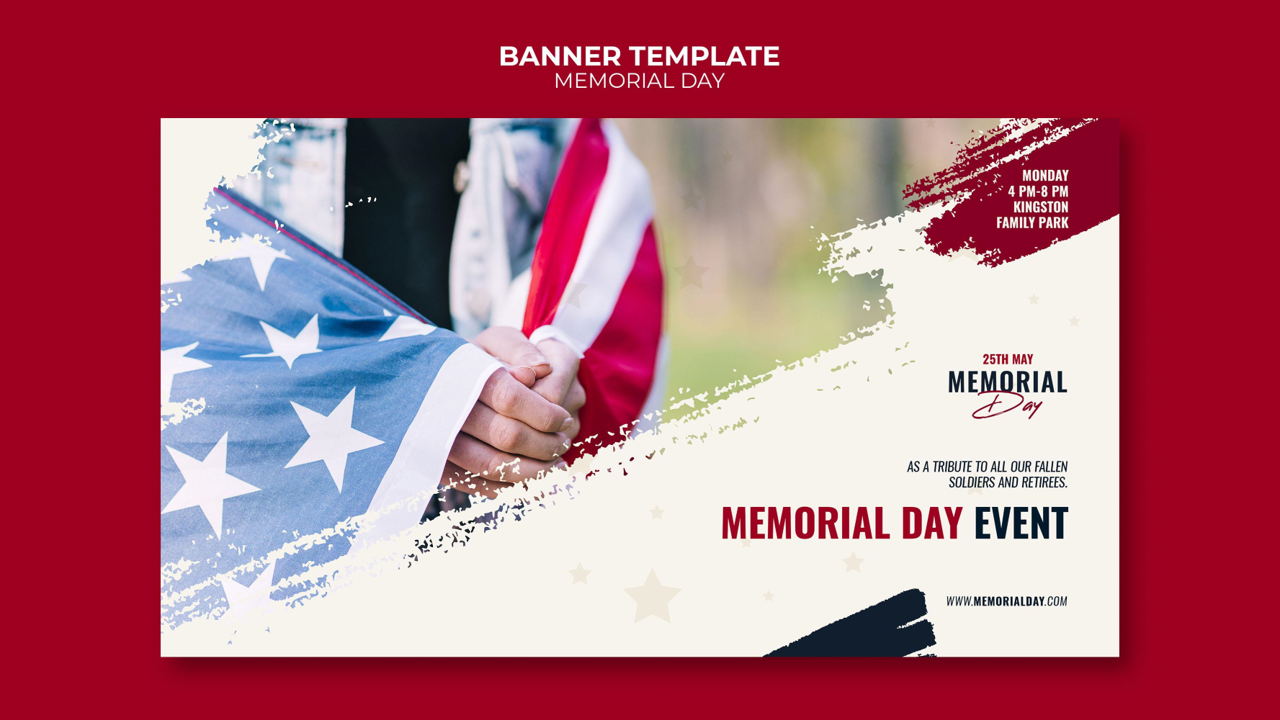 BANNER TEMPLATE
MEMORIAL DAY
MONDAY
4 PM-8 PM
KINGSTON
FAMILY PARK
25TH MAY
MEMORIAL
Day
AS A TRIBUTE TO ALL OUR FALLEN
SOLDIERS AND RETIREES.
MEMORIAL DAY EVENT
WWW.MEMORIALDAY.COM